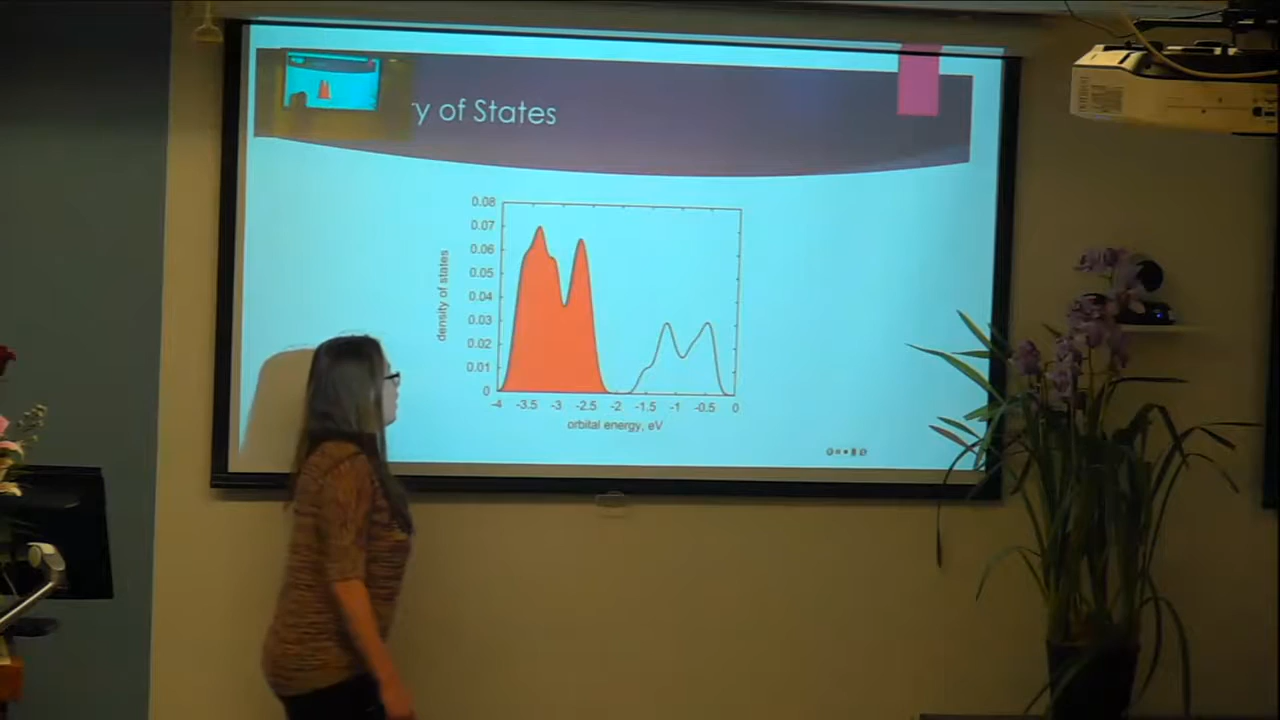 y of States
0.08
0.07
0.06
0.05
0.04
0.03
0.02
0.01
0
density of states
-4 -3.5 -3 -2.5 -2 -1.5 -1 -0.5 0
orbital energy, eV